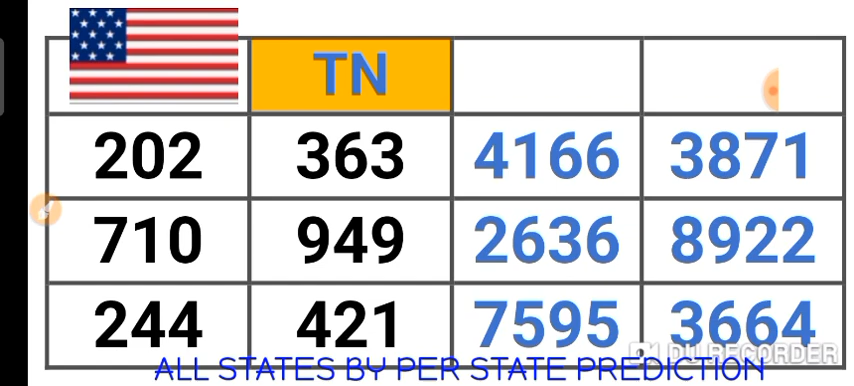 TN
202 363 4166 3871
710 949 2636 8922
244 421 7595 3664
DU RECORDER
ALL STATES BY PER STATE PREDICTION